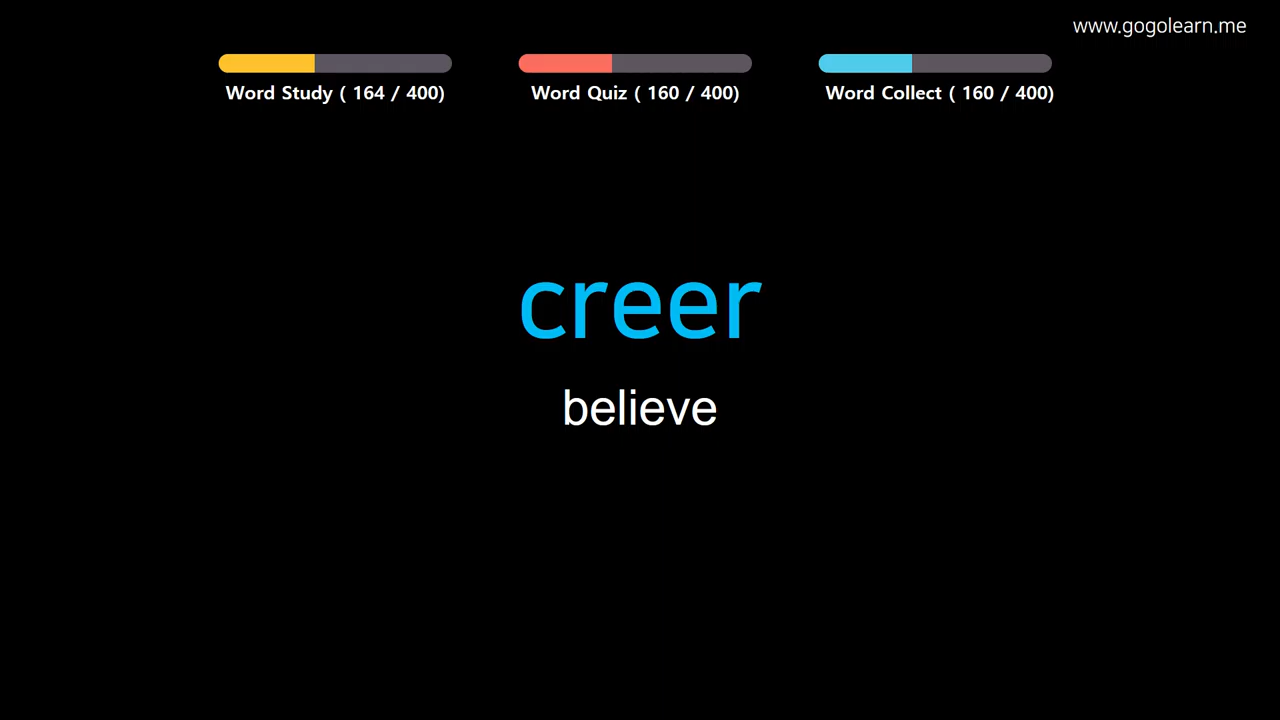 www.gogolearn.me
Word Study ( 164 / 400)
Word Quiz ( 160 / 400)
Word Collect ( 160 / 400)
creer
believe